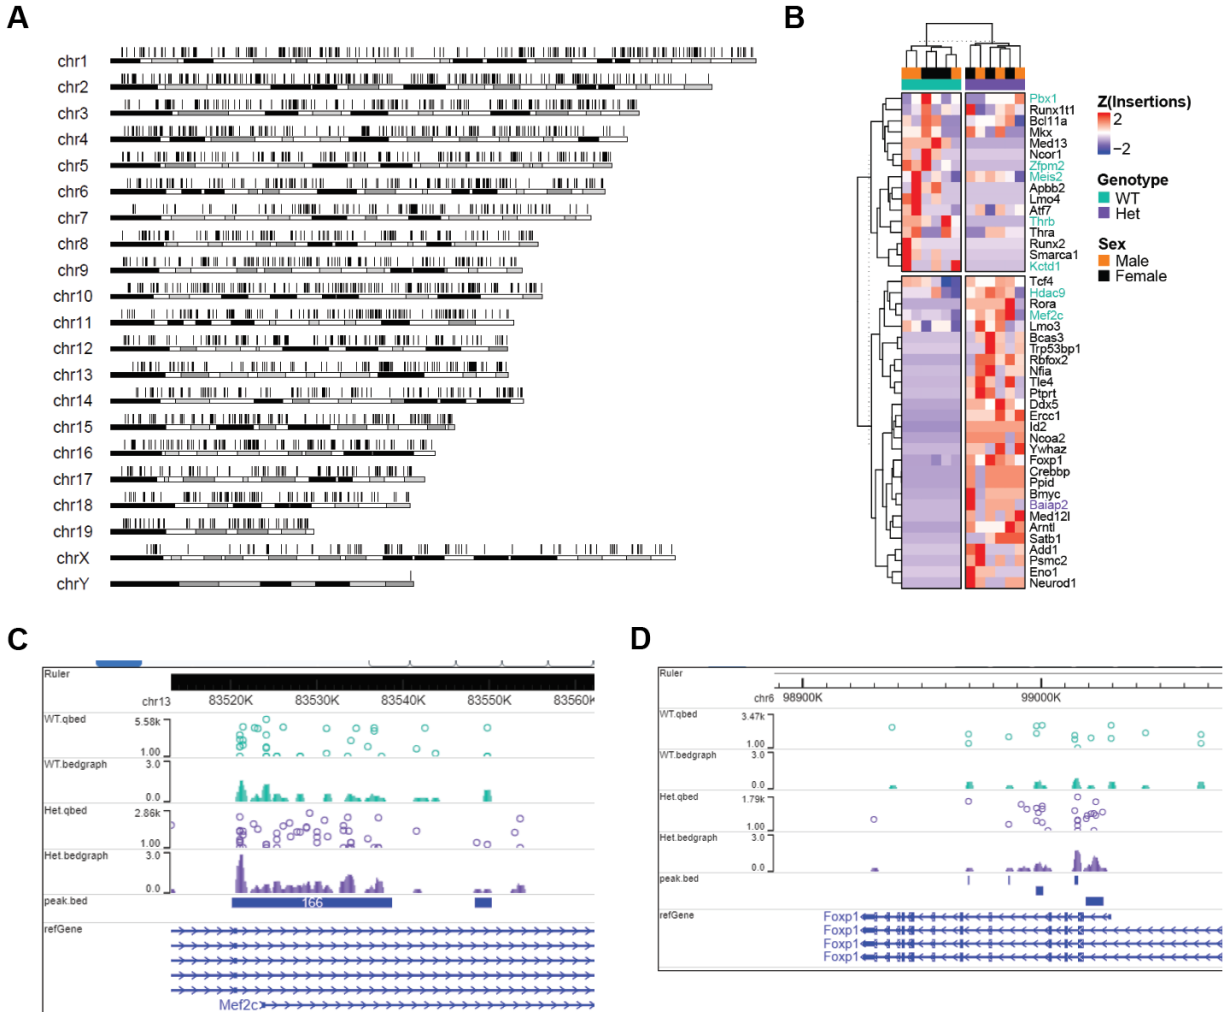 A
chr1
chr2
chr3
chr4
chr5
chr6
chr7
chr8
chr9
chr10
chr11
chr12
chr13
chr14
chr15
chr16
chr17
chr18
chr19
chrX
chrY
B
Pbx1
Runx1t1
Bcl11a
Mkx
Med13
Ncor1
Zfpm2
Meis2
Apbb2
Lmo4
Atf7
Thrb
Thra
Runx2
Smarca1
Kctd1
Tcf4
Hdac9
Rora
Mef2c
Lmo3
Bcas3
Trp53bp1
Rbfox2
Nfia
Tle4
Ptprt
Ddx5
Ercc1
Id2
Ncoa2
Ywhaz
Foxp1
Crebbp
Ppid
Bmyc
Baiap2
Med12l
Arntl
Satb1
Add1
Psmc2
Eno1
Neurod1
Z(Insertions)
2
−2
Genotype
WT
Het
Sex
Male
Female
C
Ruler
chr13
83520K 83530K 83540K 83550K 83560K
WT.qbed 5.58k
1.00
WT.bedgraph 3.0
0.0
Het.qbed 2.86k
1.00
Het.bedgraph 3.0
0.0
peak.bed 166
refGene
Mef2c
D
Ruler
chr6 98900K 99000K
WT.qbed 3.47k
1.00
WT.bedgraph 3.0
0.0
Het.qbed 1.79k
1.00
Het.bedgraph 3.0
0.0
peak.bed
refGene Foxp1
Foxp1
Foxp1
Foxp1